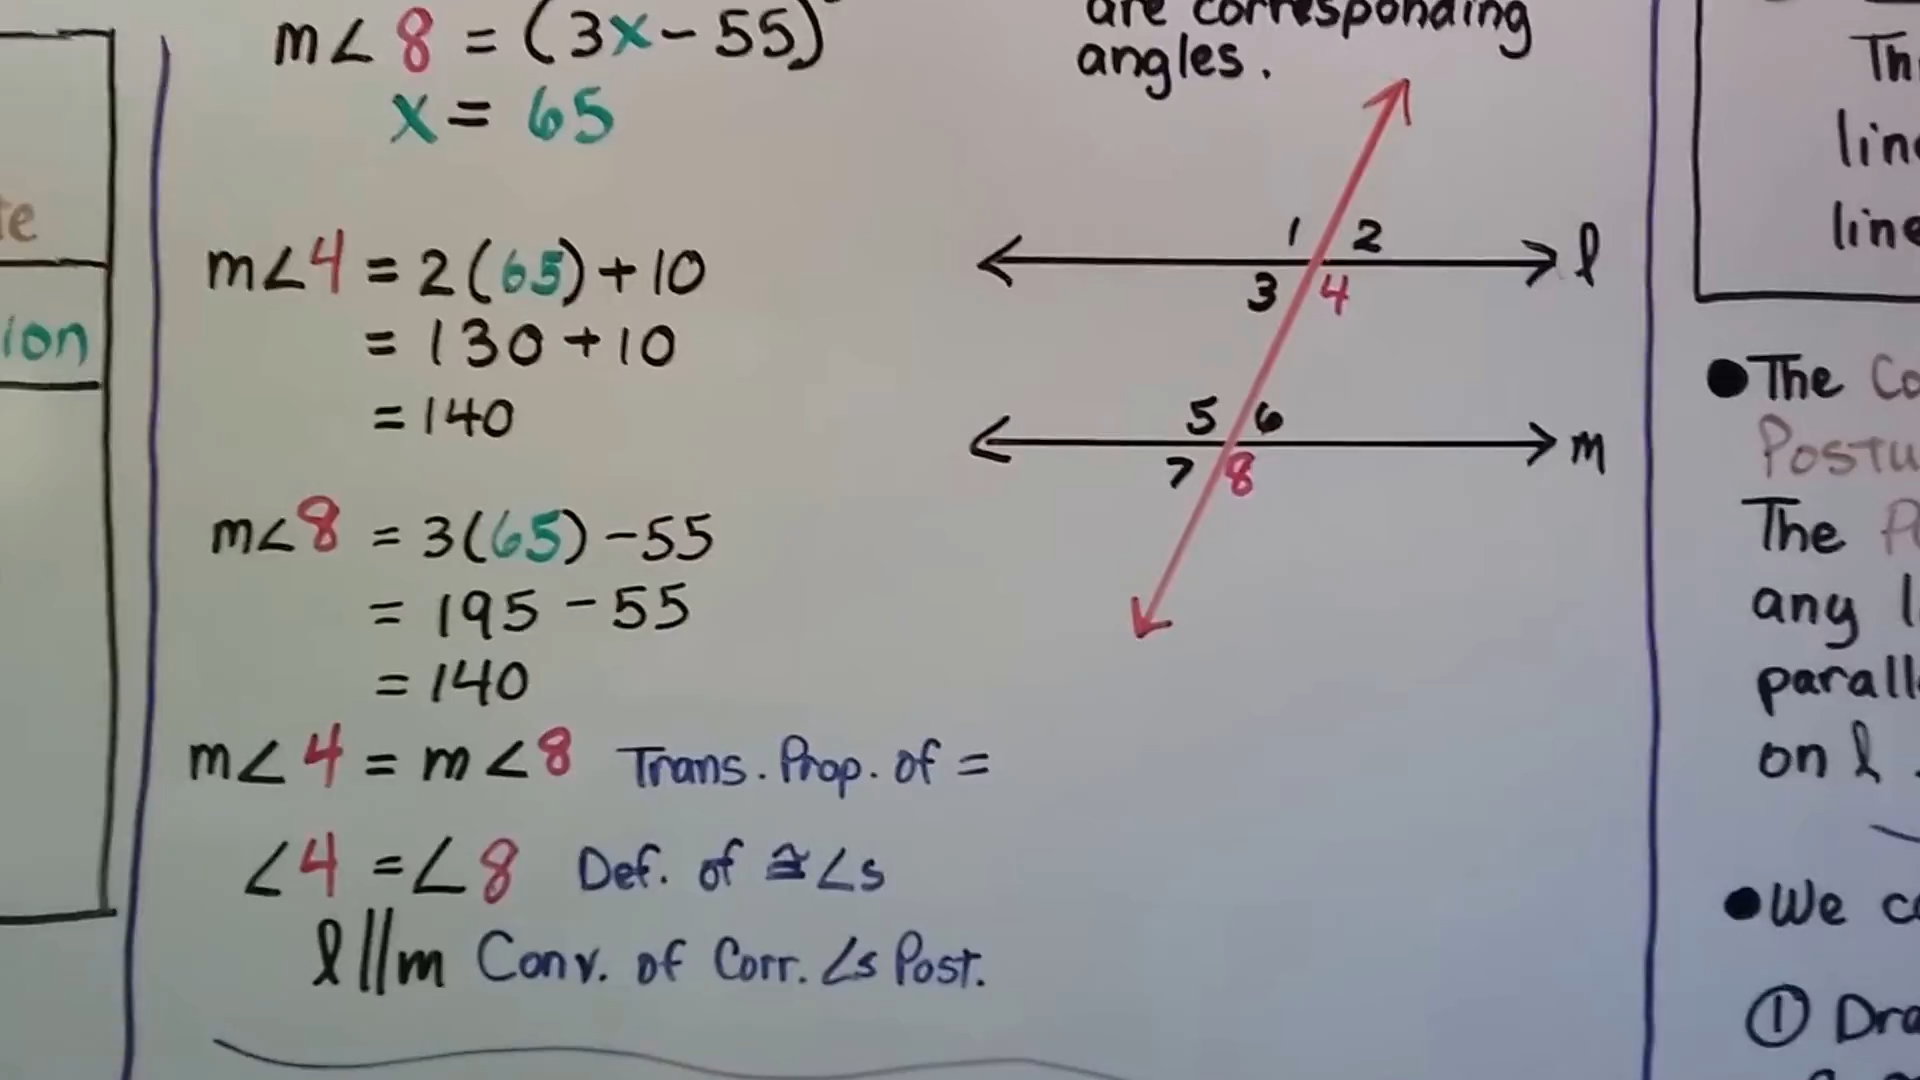 m∠8 = (3x - 55)°
x = 65
m∠4 = 2(65) + 10
= 130 + 10
= 140
m∠8 = 3(65) - 55
= 195 - 55
= 140
m∠4 = m∠8 Trans. Prop. of =
∠4 = ∠8 Def. of ≅ ∠s
l || m Conv. of Corr. ∠s Post.
are corresponding
angles.
1 2
l
3 4
5 6
m
7 8
The
Postu
The
any
parall
on l
We
① Dra